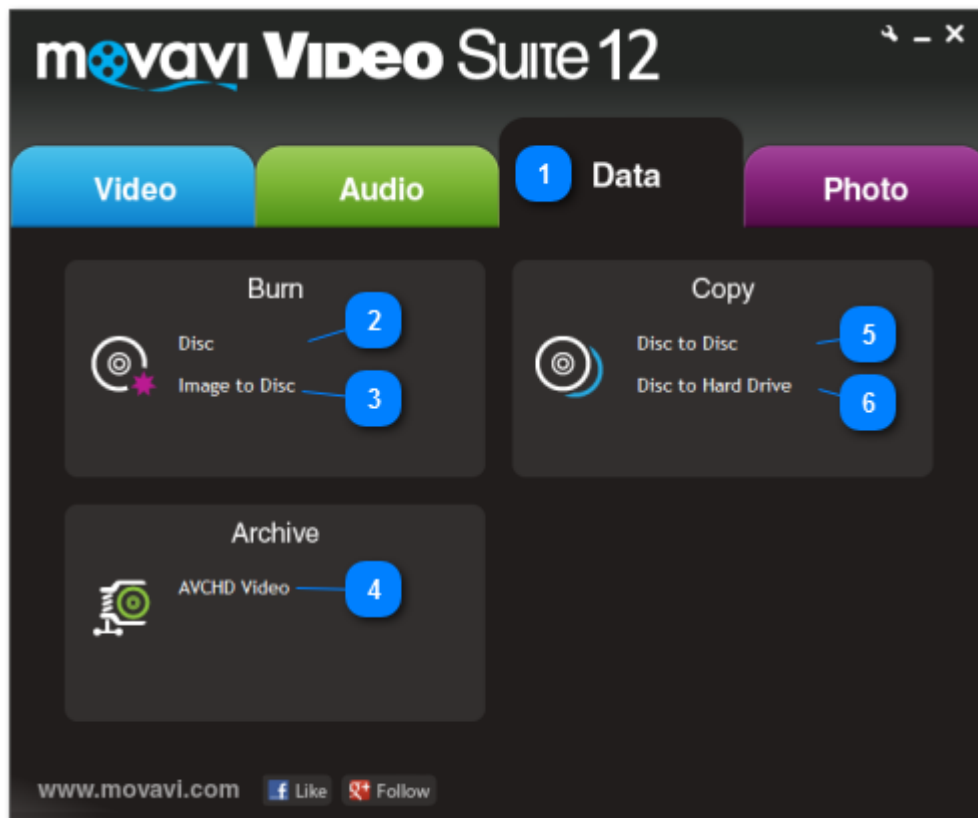 movavi VIDEO SUITE 12
Video
Audio
1 Data
Photo
Burn
2
Disc
Image to Disc
3
Copy
Disc to Disc
5
Disc to Hard Drive
6
Archive
AVCHD Video
4
www.movavi.com
f Like
g+ Follow